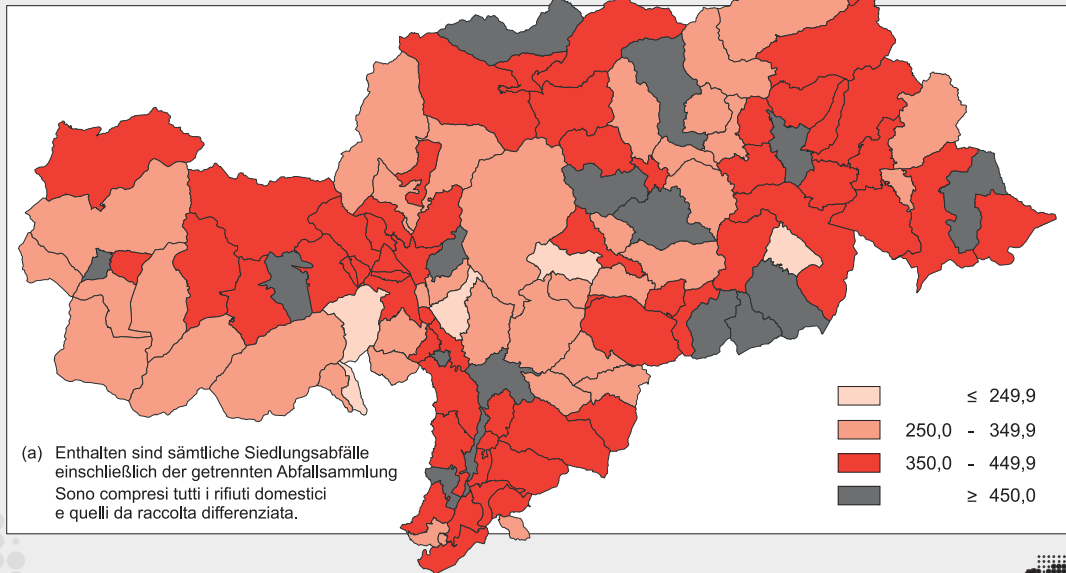 ≤ 249,9
250,0 - 349,9
350,0 - 449,9
≥ 450,0
(a) Enthalten sind sämtliche Siedlungsabfälle
einschließlich der getrennten Abfallsammlung
Sono compresi tutti i rifiuti domestici
e quelli da raccolta differenziata.